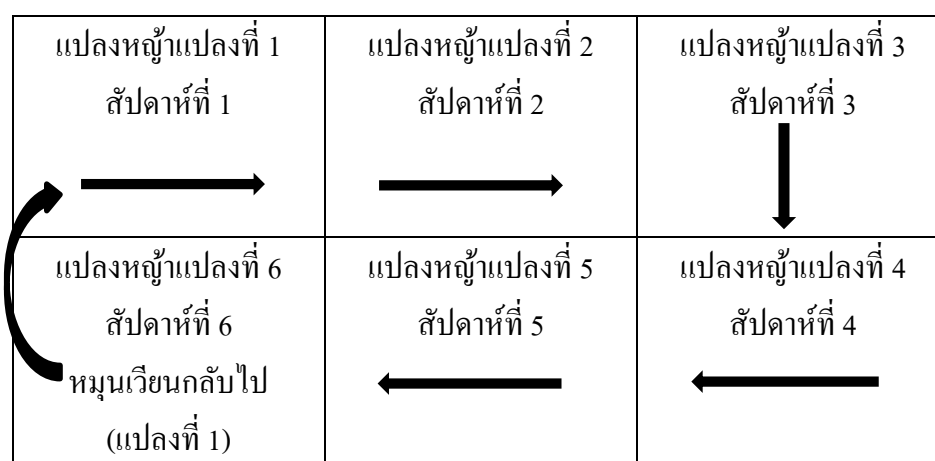 แปลงหญ้าแปลงที่ 1
สัปดาห์ที่ 1
แปลงหญ้าแปลงที่ 2
สัปดาห์ที่ 2
แปลงหญ้าแปลงที่ 3
สัปดาห์ที่ 3
แปลงหญ้าแปลงที่ 6
สัปดาห์ที่ 6
หมุนเวียนกลับไป
(แปลงที่ 1)
แปลงหญ้าแปลงที่ 5
สัปดาห์ที่ 5
แปลงหญ้าแปลงที่ 4
สัปดาห์ที่ 4